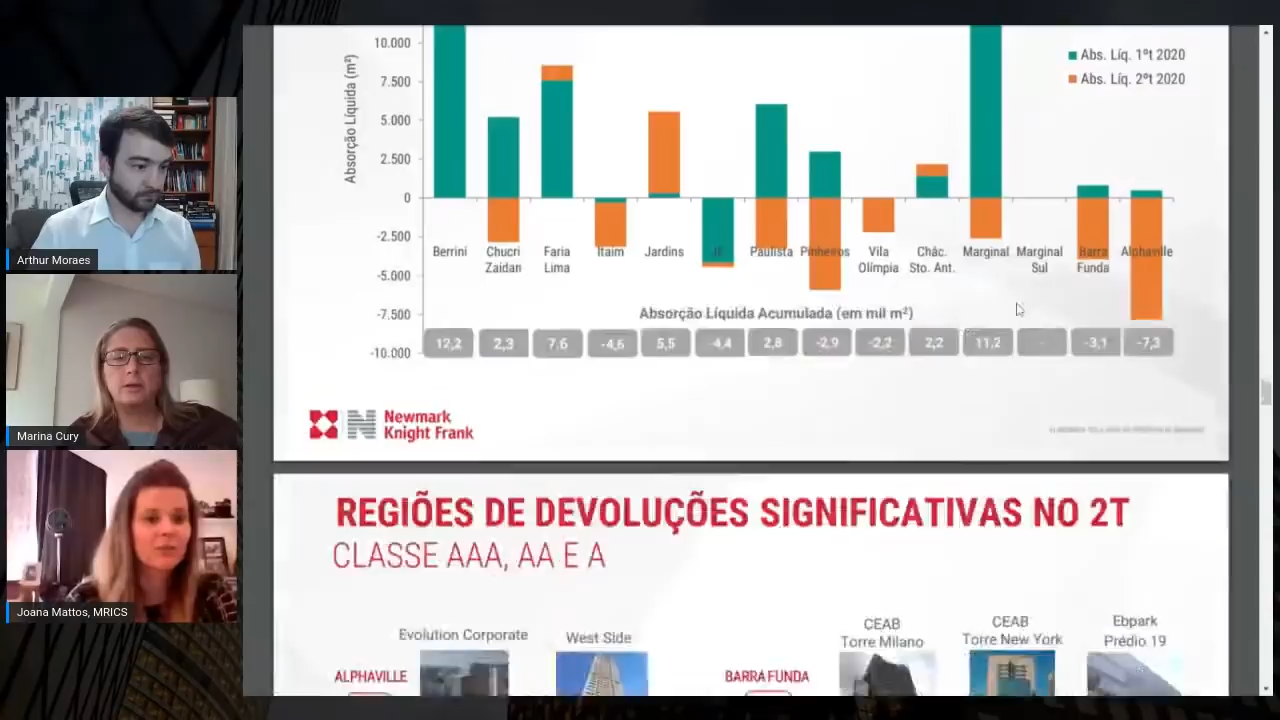 Arthur Moraes
Marina Cury
Joana Mattos, MRICS
10.000
7.500
5.000
2.500
0
-2.500
-5.000
-7.500
-10.000
Absorção Líquida (m²)
Abs. Líq. 1ºt 2020
Abs. Líq. 2ºt 2020
Berrini
Chucri
Zaidan
Faria
Lima
Itaim
Jardins
JK
Paulista
Pinheiros
Vila
Olímpia
Chác.
Sto. Ant.
Marginal
Marginal
Sul
Barra
Funda
Alphaville
Absorção Líquida Acumulada (em mil m²)
12,2 2,3 7,6 -4,6 5,5 -4,4 2,8 -2,9 -2,2 2,2 11,2 - -3,1 -7,3
Newmark
Knight Frank
REGIÕES DE DEVOLUÇÕES SIGNIFICATIVAS NO 2T
CLASSE AAA, AA E A
ALPHAVILLE
Evolution Corporate
West Side
BARRA FUNDA
CEAB
Torre Milano
CEAB
Torre New York
Ebpark
Prédio 19